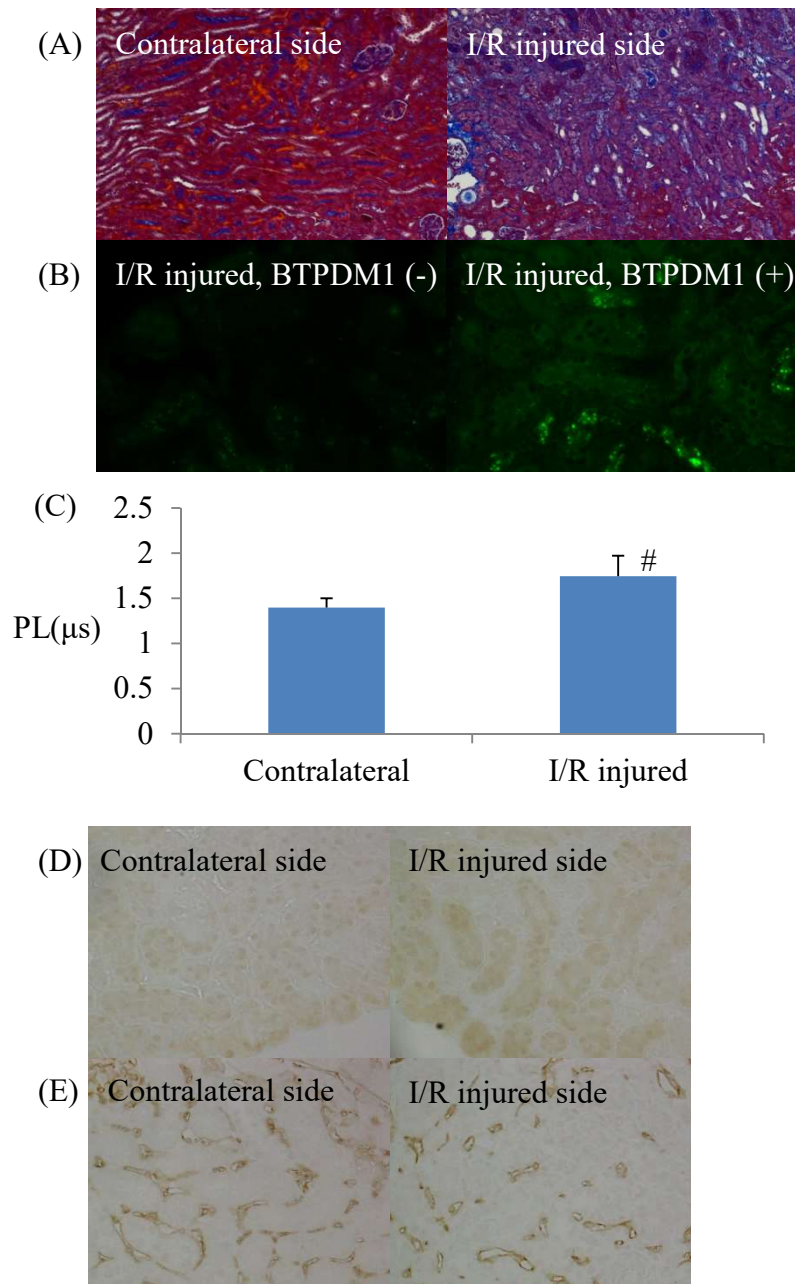 (A) Contralateral side I/R injured side
(B) I/R injured, BTPDM1 (-) I/R injured, BTPDM1 (+)
(C)
2.5
2
1.5
1
0.5
0
PL(μs)
#
Contralateral I/R injured
(D) Contralateral side I/R injured side
(E) Contralateral side I/R injured side